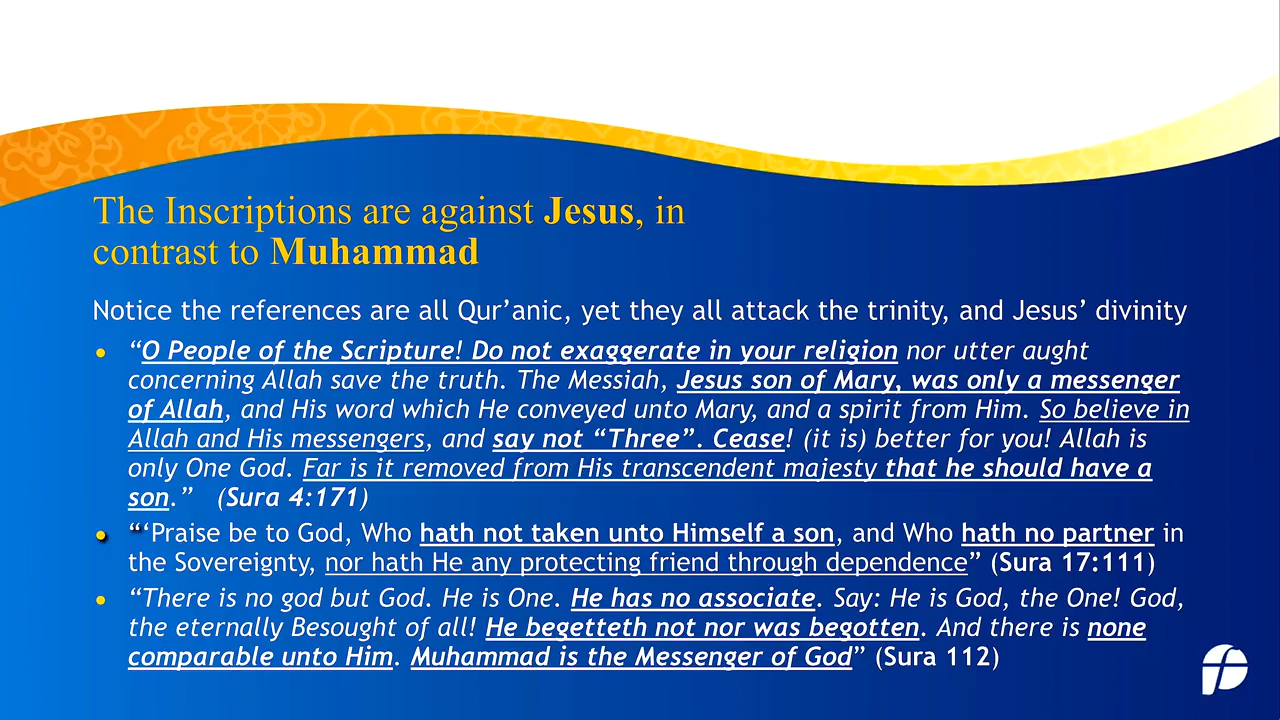 The Inscriptions are against Jesus, in
contrast to Muhammad
Notice the references are all Qur’anic, yet they all attack the trinity, and Jesus’ divinity
• “O People of the Scripture! Do not exaggerate in your religion nor utter aught
concerning Allah save the truth. The Messiah, Jesus son of Mary, was only a messenger
of Allah, and His word which He conveyed unto Mary, and a spirit from Him. So believe in
Allah and His messengers, and say not “Three”. Cease! (it is) better for you! Allah is
only One God. Far is it removed from His transcendent majesty that he should have a
son.” (Sura 4:171)
• “‘Praise be to God, Who hath not taken unto Himself a son, and Who hath no partner in
the Sovereignty, nor hath He any protecting friend through dependence” (Sura 17:111)
• “There is no god but God. He is One. He has no associate. Say: He is God, the One! God,
the eternally Besought of all! He begetteth not nor was begotten. And there is none
comparable unto Him. Muhammad is the Messenger of God” (Sura 112)